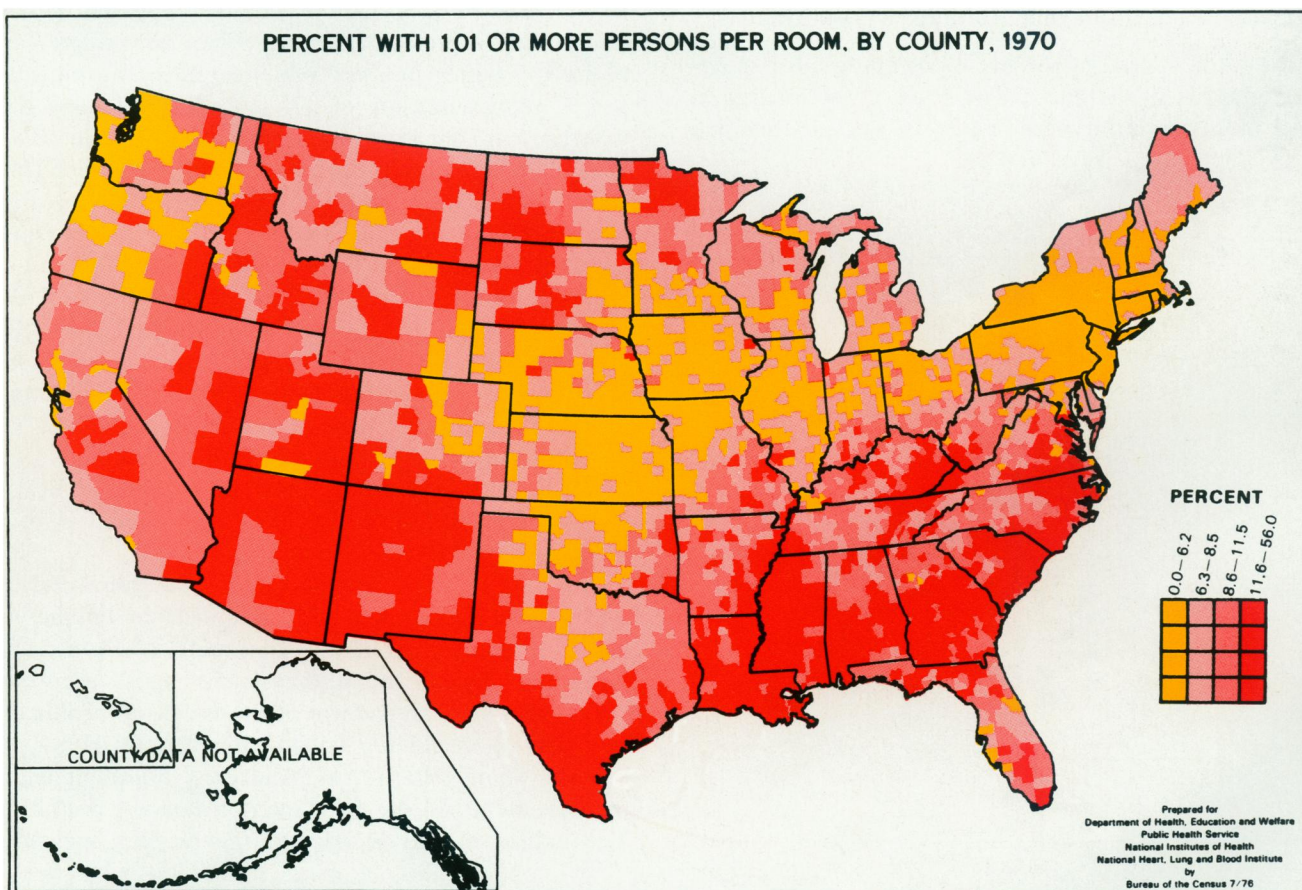 PERCENT WITH 1.01 OR MORE PERSONS PER ROOM, BY COUNTY, 1970
PERCENT
0.0—6.2
6.3—8.5
8.6—11.5
11.6—56.0
COUNTY DATA NOT AVAILABLE
Prepared for
Department of Health, Education and Welfare
Public Health Service
National Institutes of Health
National Heart, Lung and Blood Institute
by
Bureau of the Census 7/76